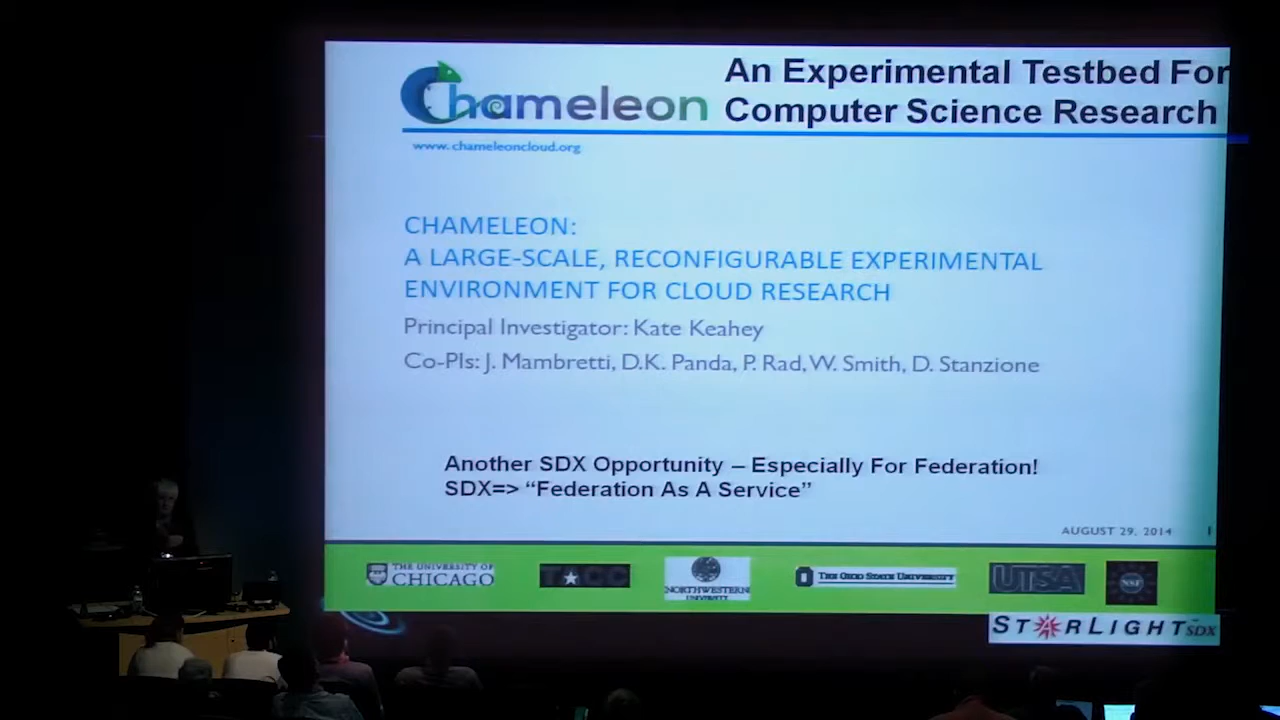 Chameleon
An Experimental Testbed For
Computer Science Research
www.chameleoncloud.org
CHAMELEON:
A LARGE-SCALE, RECONFIGURABLE EXPERIMENTAL
ENVIRONMENT FOR CLOUD RESEARCH
Principal Investigator: Kate Keahey
Co-PIs: J. Mambretti, D.K. Panda, P. Rad, W. Smith, D. Stanzione
Another SDX Opportunity – Especially For Federation!
SDX=> “Federation As A Service”
AUGUST 29, 2014 1
THE UNIVERSITY OF
CHICAGO
TACC
NORTHWESTERN
UNIVERSITY
THE OHIO STATE UNIVERSITY
UTSA
NSF
STARLIGHT SDX